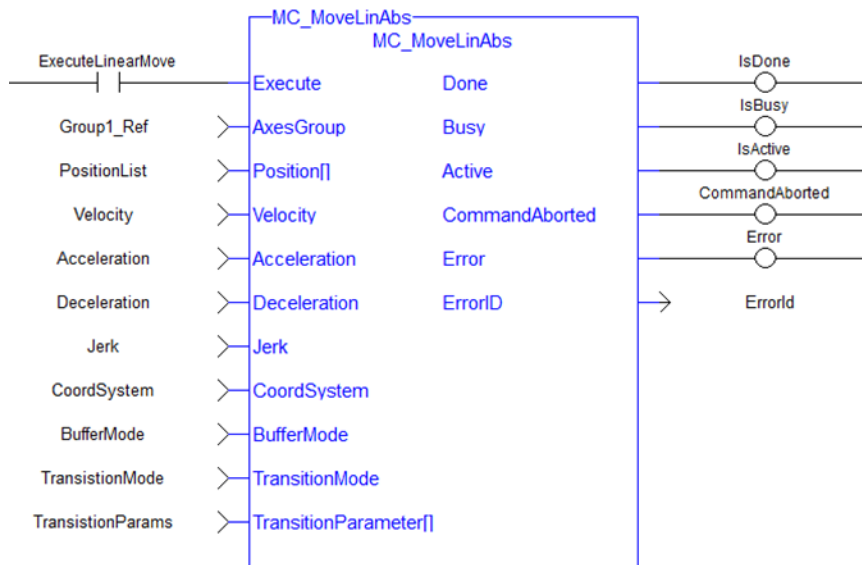 MC_MoveLinAbs
MC_MoveLinAbs
ExecuteLinearMove Execute Done IsDone
Group1_Ref AxesGroup Busy IsBusy
PositionList Position[] Active IsActive
Velocity Velocity CommandAborted CommandAborted
Acceleration Acceleration Error Error
Deceleration Deceleration ErrorID ErrorId
Jerk Jerk
CoordSystem CoordSystem
BufferMode BufferMode
TransistionMode TransitionMode
TransistionParams TransitionParameter[]